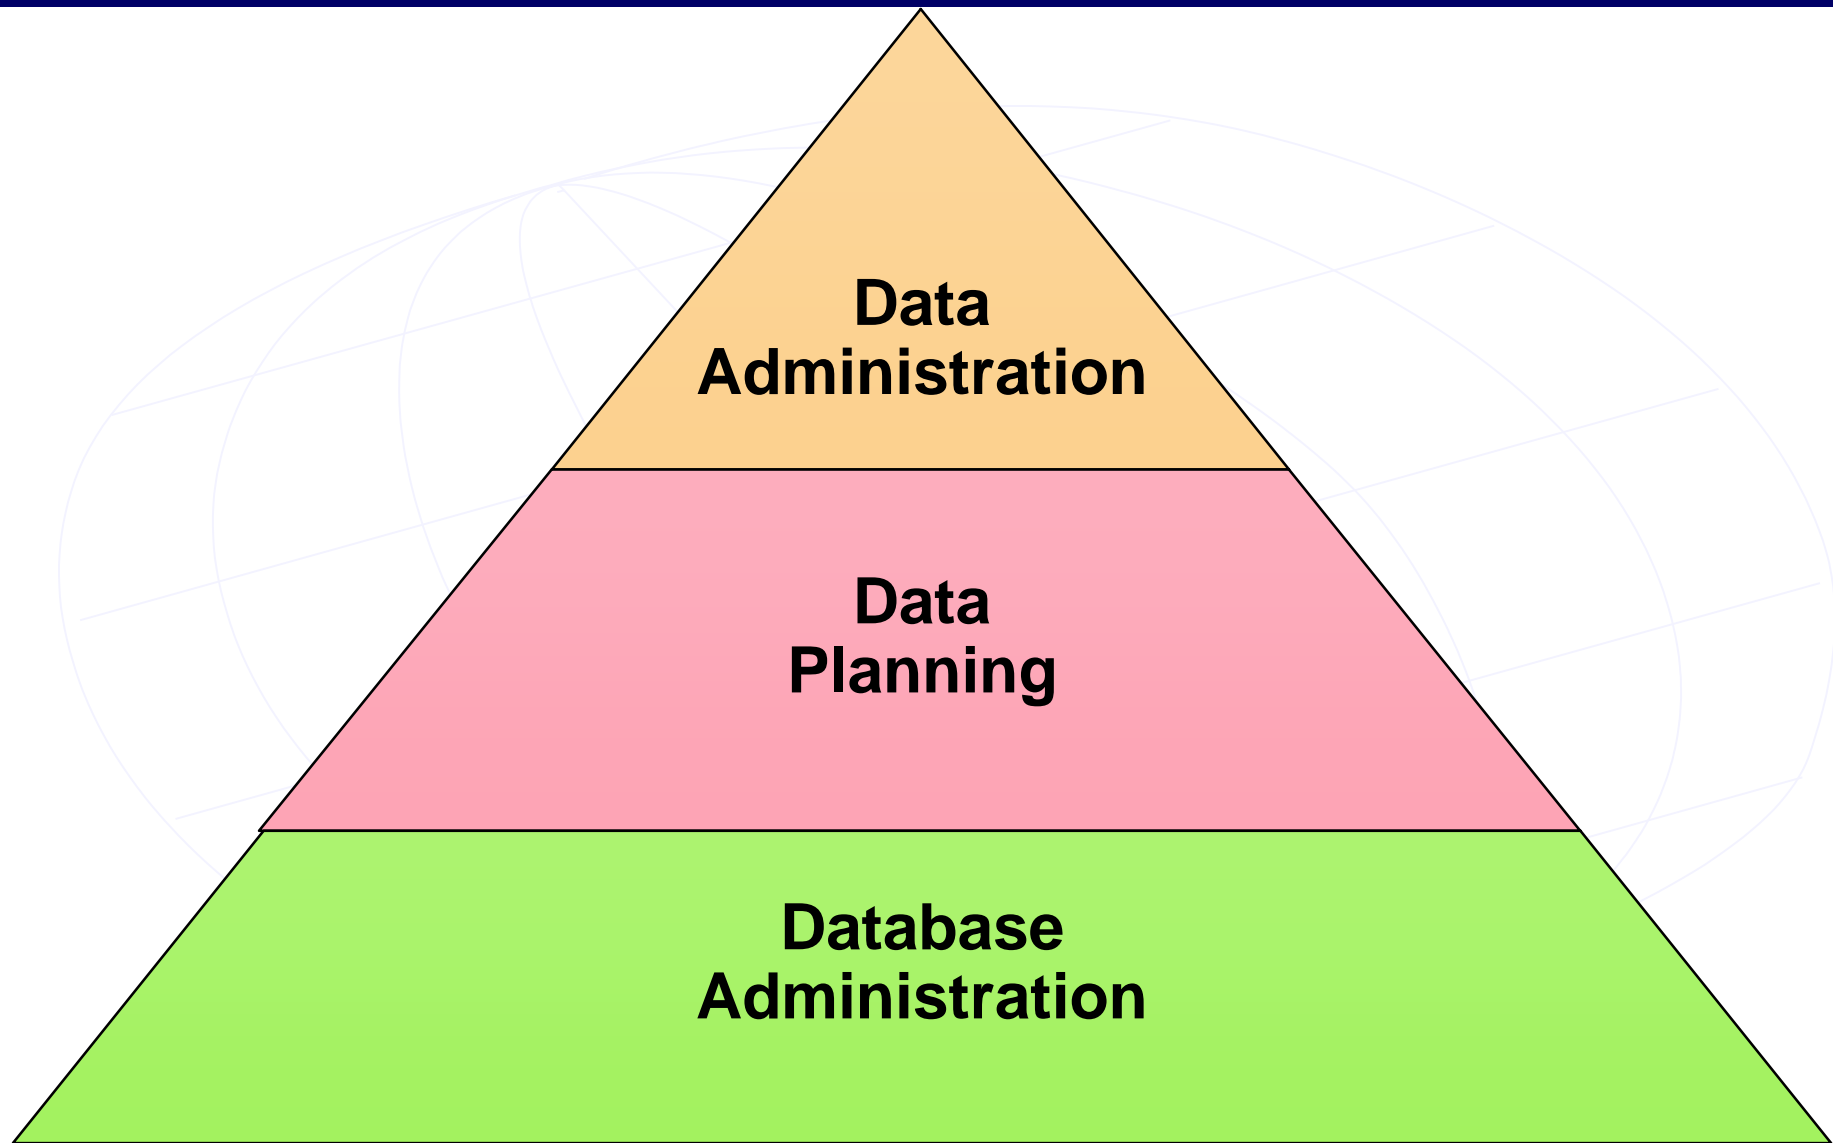 Data
Administration
Data
Planning
Database
Administration